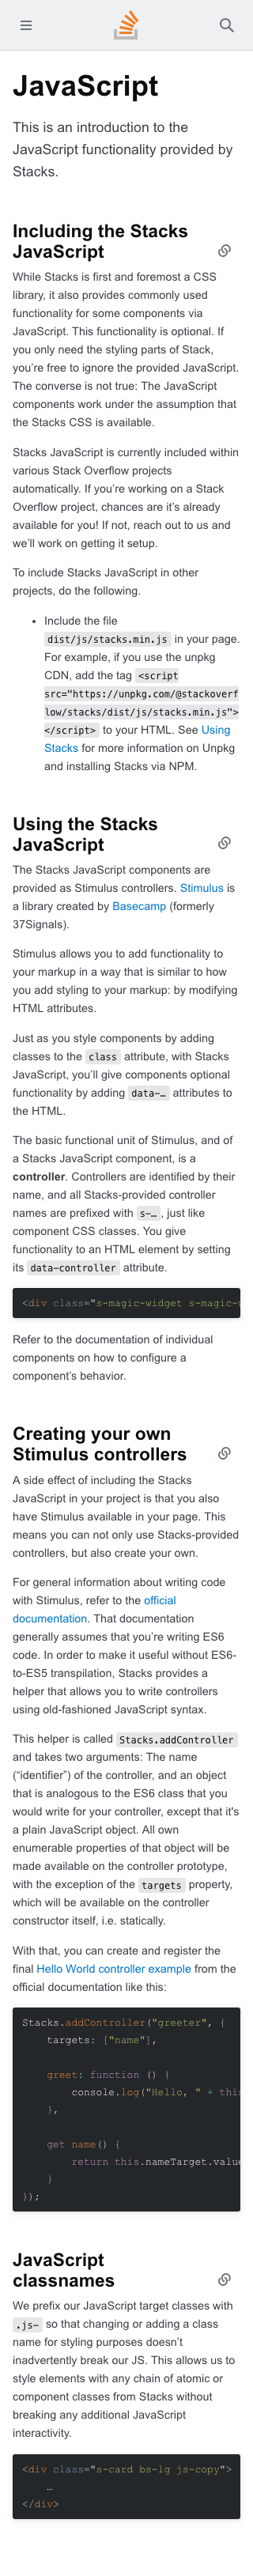 JavaScript
This is an introduction to the
JavaScript functionality provided by
Stacks.
Including the Stacks
JavaScript
While Stacks is first and foremost a CSS
library, it also provides commonly used
functionality for some components via
JavaScript. This functionality is optional. If
you only need the styling parts of Stack,
you’re free to ignore the provided JavaScript.
The converse is not true: The JavaScript
components work under the assumption that
the Stacks CSS is available.
Stacks JavaScript is currently included within
various Stack Overflow projects
automatically. If you’re working on a Stack
Overflow project, chances are it’s already
available for you! If not, reach out to us and
we’ll work on getting it setup.
To include Stacks JavaScript in other
projects, do the following.
• Include the file
dist/js/stacks.min.js in your page.
For example, if you use the unpkg
CDN, add the tag <script
src="https://unpkg.com/@stackoverf
low/stacks/dist/js/stacks.min.js">
</script> to your HTML. See Using
Stacks for more information on Unpkg
and installing Stacks via NPM.
Using the Stacks
JavaScript
The Stacks JavaScript components are
provided as Stimulus controllers. Stimulus is
a library created by Basecamp (formerly
37Signals).
Stimulus allows you to add functionality to
your markup in a way that is similar to how
you add styling to your markup: by modifying
HTML attributes.
Just as you style components by adding
classes to the class attribute, with Stacks
JavaScript, you’ll give components optional
functionality by adding data-… attributes to
the HTML.
The basic functional unit of Stimulus, and of
a Stacks JavaScript component, is a
controller. Controllers are identified by their
name, and all Stacks-provided controller
names are prefixed with s-…, just like
component CSS classes. You give
functionality to an HTML element by setting
its data-controller attribute.
<div class="s-magic-widget s-magic-
Refer to the documentation of individual
components on how to configure a
component’s behavior.
Creating your own
Stimulus controllers
A side effect of including the Stacks
JavaScript in your project is that you also
have Stimulus available in your page. This
means you can not only use Stacks-provided
controllers, but also create your own.
For general information about writing code
with Stimulus, refer to the official
documentation. That documentation
generally assumes that you’re writing ES6
code. In order to make it useful without ES6-
to-ES5 transpilation, Stacks provides a
helper that allows you to write controllers
using old-fashioned JavaScript syntax.
This helper is called Stacks.addController
and takes two arguments: The name
(“identifier”) of the controller, and an object
that is analogous to the ES6 class that you
would write for your controller, except that it's
a plain JavaScript object. All own
enumerable properties of that object will be
made available on the controller prototype,
with the exception of the targets property,
which will be available on the controller
constructor itself, i.e. statically.
With that, you can create and register the
final Hello World controller example from the
official documentation like this:
Stacks.addController("greeter", {
targets: ["name"],
greet: function () {
console.log("Hello, " + this
},
get name() {
return this.nameTarget.value
}
});
JavaScript
classnames
We prefix our JavaScript target classes with
.js- so that changing or adding a class
name for styling purposes doesn’t
inadvertently break our JS. This allows us to
style elements with any chain of atomic or
component classes from Stacks without
breaking any additional JavaScript
interactivity.
<div class="s-card bs-lg js-copy">
…
</div>